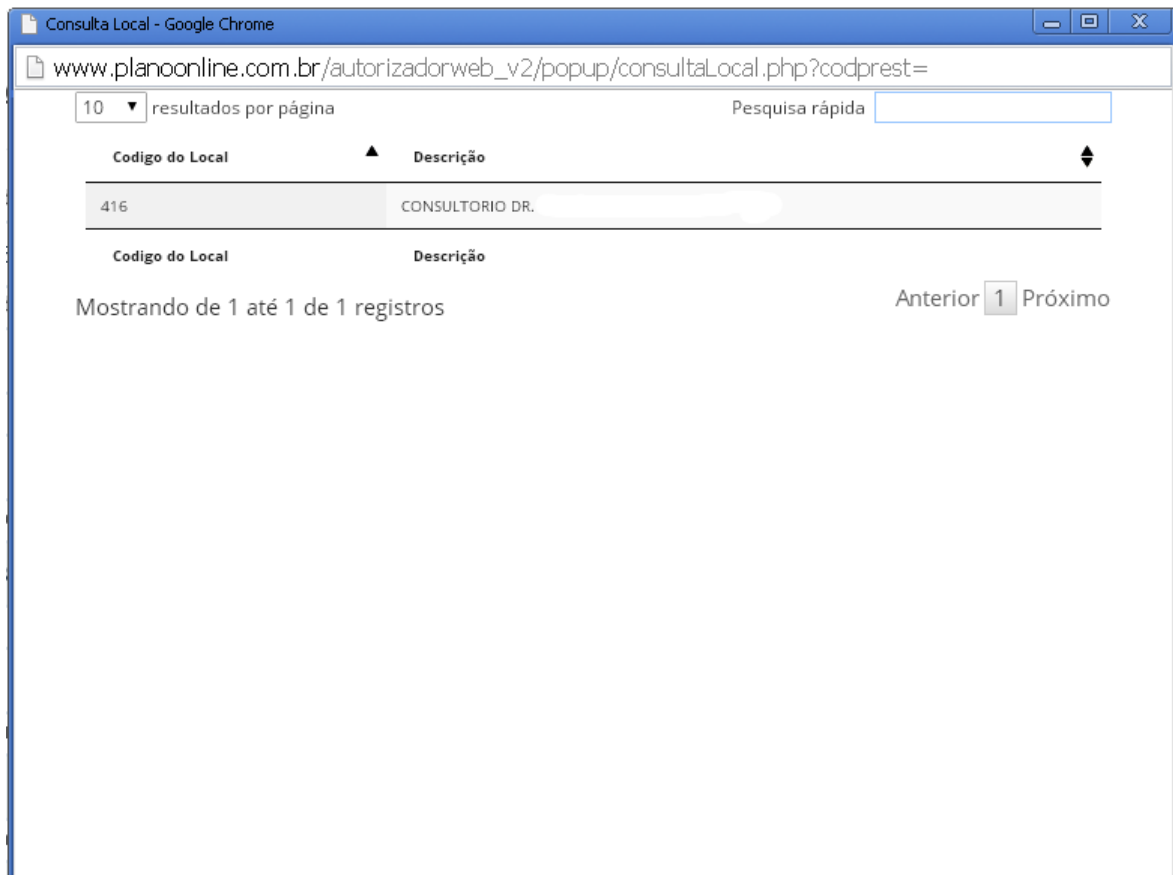 Consulta Local - Google Chrome
www.planoonline.com.br/autorizadorweb_v2/popup/consultaLocal.php?codprest=
10 resultados por página Pesquisa rápida
Codigo do Local Descrição
416 CONSULTORIO DR.
Codigo do Local Descrição
Mostrando de 1 até 1 de 1 registros Anterior 1 Próximo